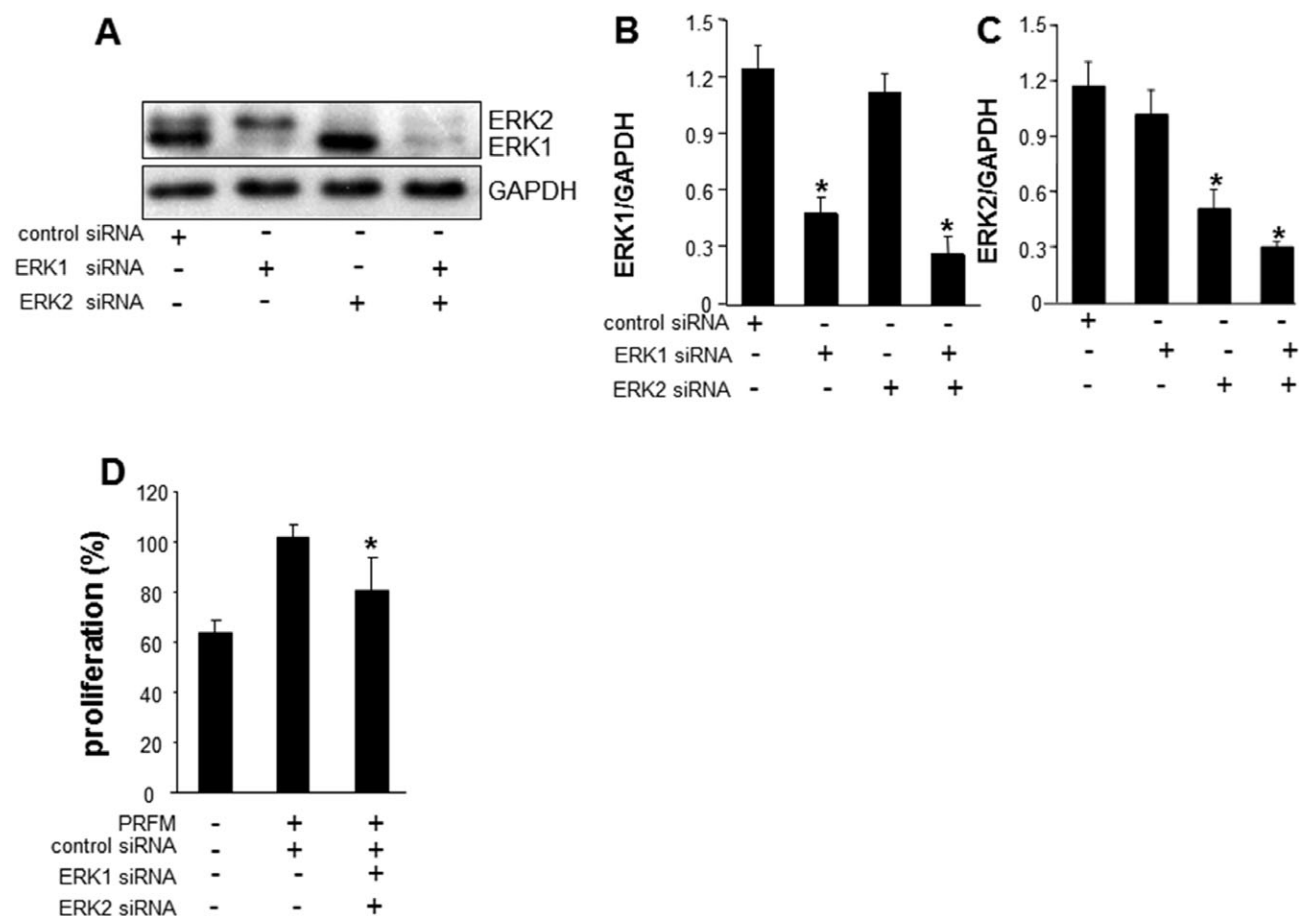 A
ERK2
ERK1
GAPDH
control siRNA + - - -
ERK1 siRNA - + - +
ERK2 siRNA - - + +
B
ERK1/GAPDH
1.5
1.2
0.9
0.6
0.3
0
* *
control siRNA + - - -
ERK1 siRNA - + - +
ERK2 siRNA - - + +
C
ERK2/GAPDH
1.5
1.2
0.9
0.6
0.3
0
* *
+ - - -
- + - +
- - + +
D
proliferation (%)
120
100
80
60
40
20
0
*
PRFM - + +
control siRNA - + +
ERK1 siRNA - - +
ERK2 siRNA - - +